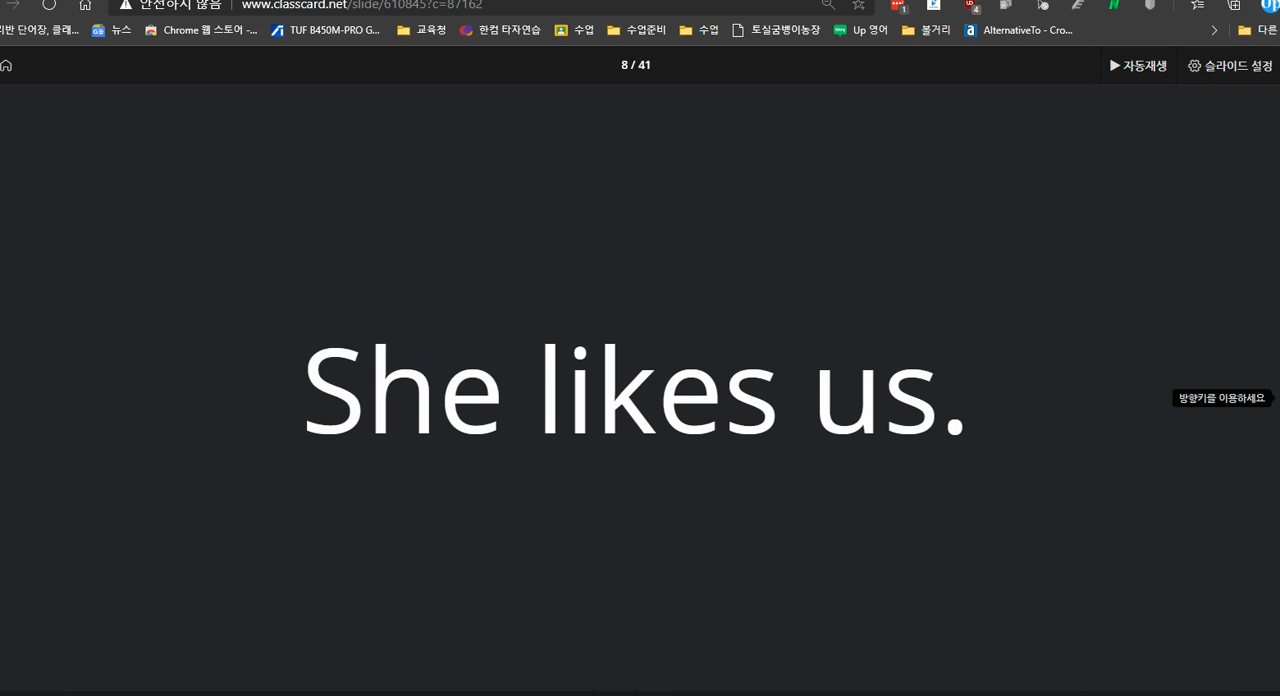 안전하지 않음 www.classcard.net/slide/610845?c=87162
1 4 Op
리반 단어장, 클래... 뉴스 Chrome 웹 스토어 -... TUF B450M-PRO G... 교육청 한컴 타자연습 수업 수업준비 수업 토실굼벵이농장 Up 영어 볼거리 AlternativeTo - Cro... 다른
8 / 41 자동재생 슬라이드 설정
She likes us.
방향키를 이용하세요